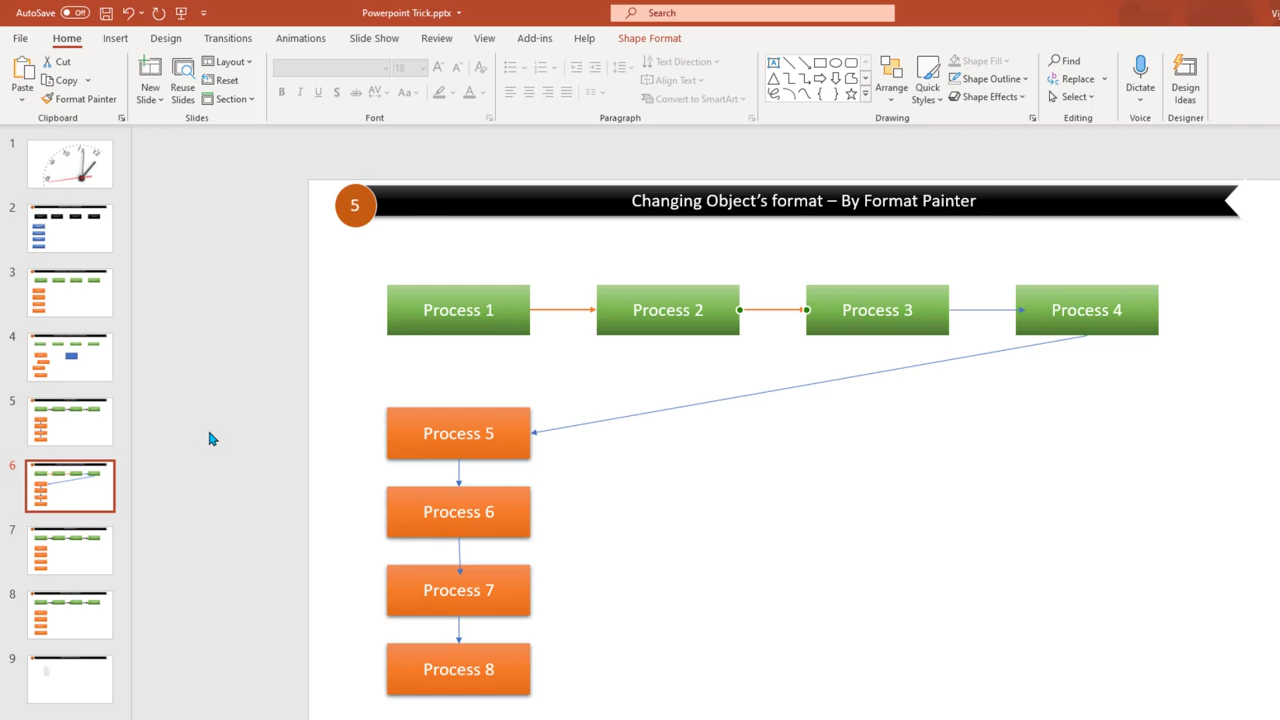 AutoSave Off
Powerpoint Trick.pptx
Search
File Home Insert Design Transitions Animations Slide Show Review View Add-ins Help Shape Format
Paste
Cut
Copy
Format Painter
Clipboard
New Slide
Reuse Slides
Layout
Reset
Section
Slides
18
B I U S AV Aa A
Font
Text Direction
Align Text
Convert to SmartArt
Paragraph
Arrange
Quick Styles
Shape Fill
Shape Outline
Shape Effects
Drawing
Find
Replace
Select
Editing
Dictate
Voice
Design Ideas
Designer
1
2
3
4
5
6
7
8
9
5 Changing Object's format – By Format Painter
Process 1 Process 2 Process 3 Process 4
Process 5
Process 6
Process 7
Process 8